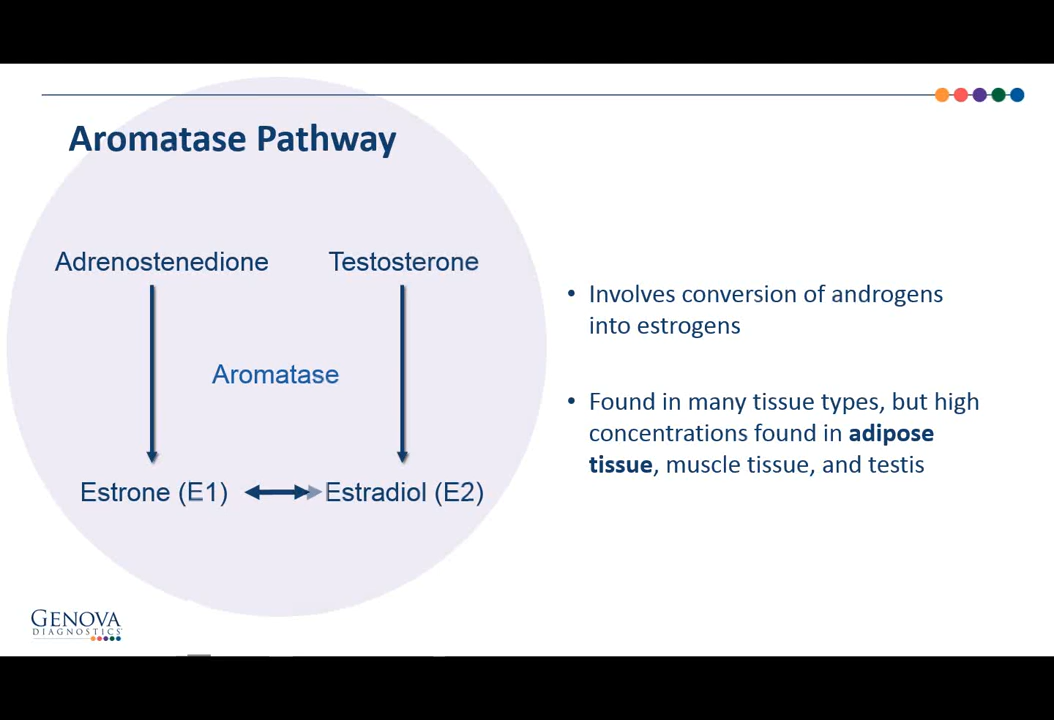 Aromatase Pathway
Adrenostenedione
Testosterone
Aromatase
Estrone (E1)
Estradiol (E2)
• Involves conversion of androgens
into estrogens
• Found in many tissue types, but high
concentrations found in adipose
tissue, muscle tissue, and testis
GENOVA
DIAGNOSTICS